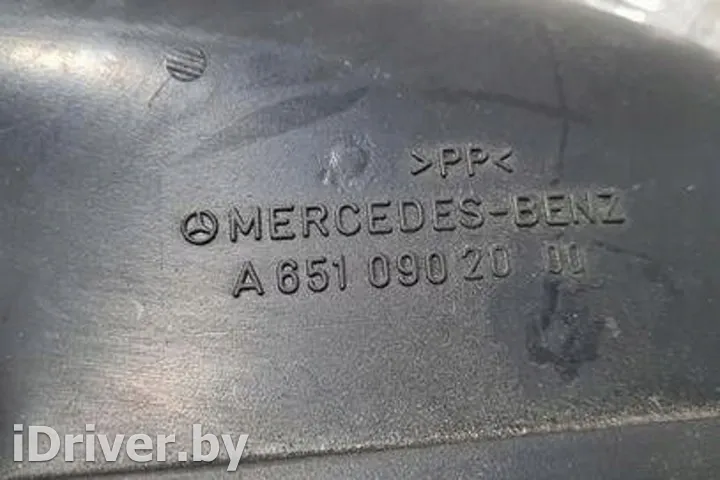 >PP<
MERCEDES-BENZ
A 651 090 20 00
iDriver.by